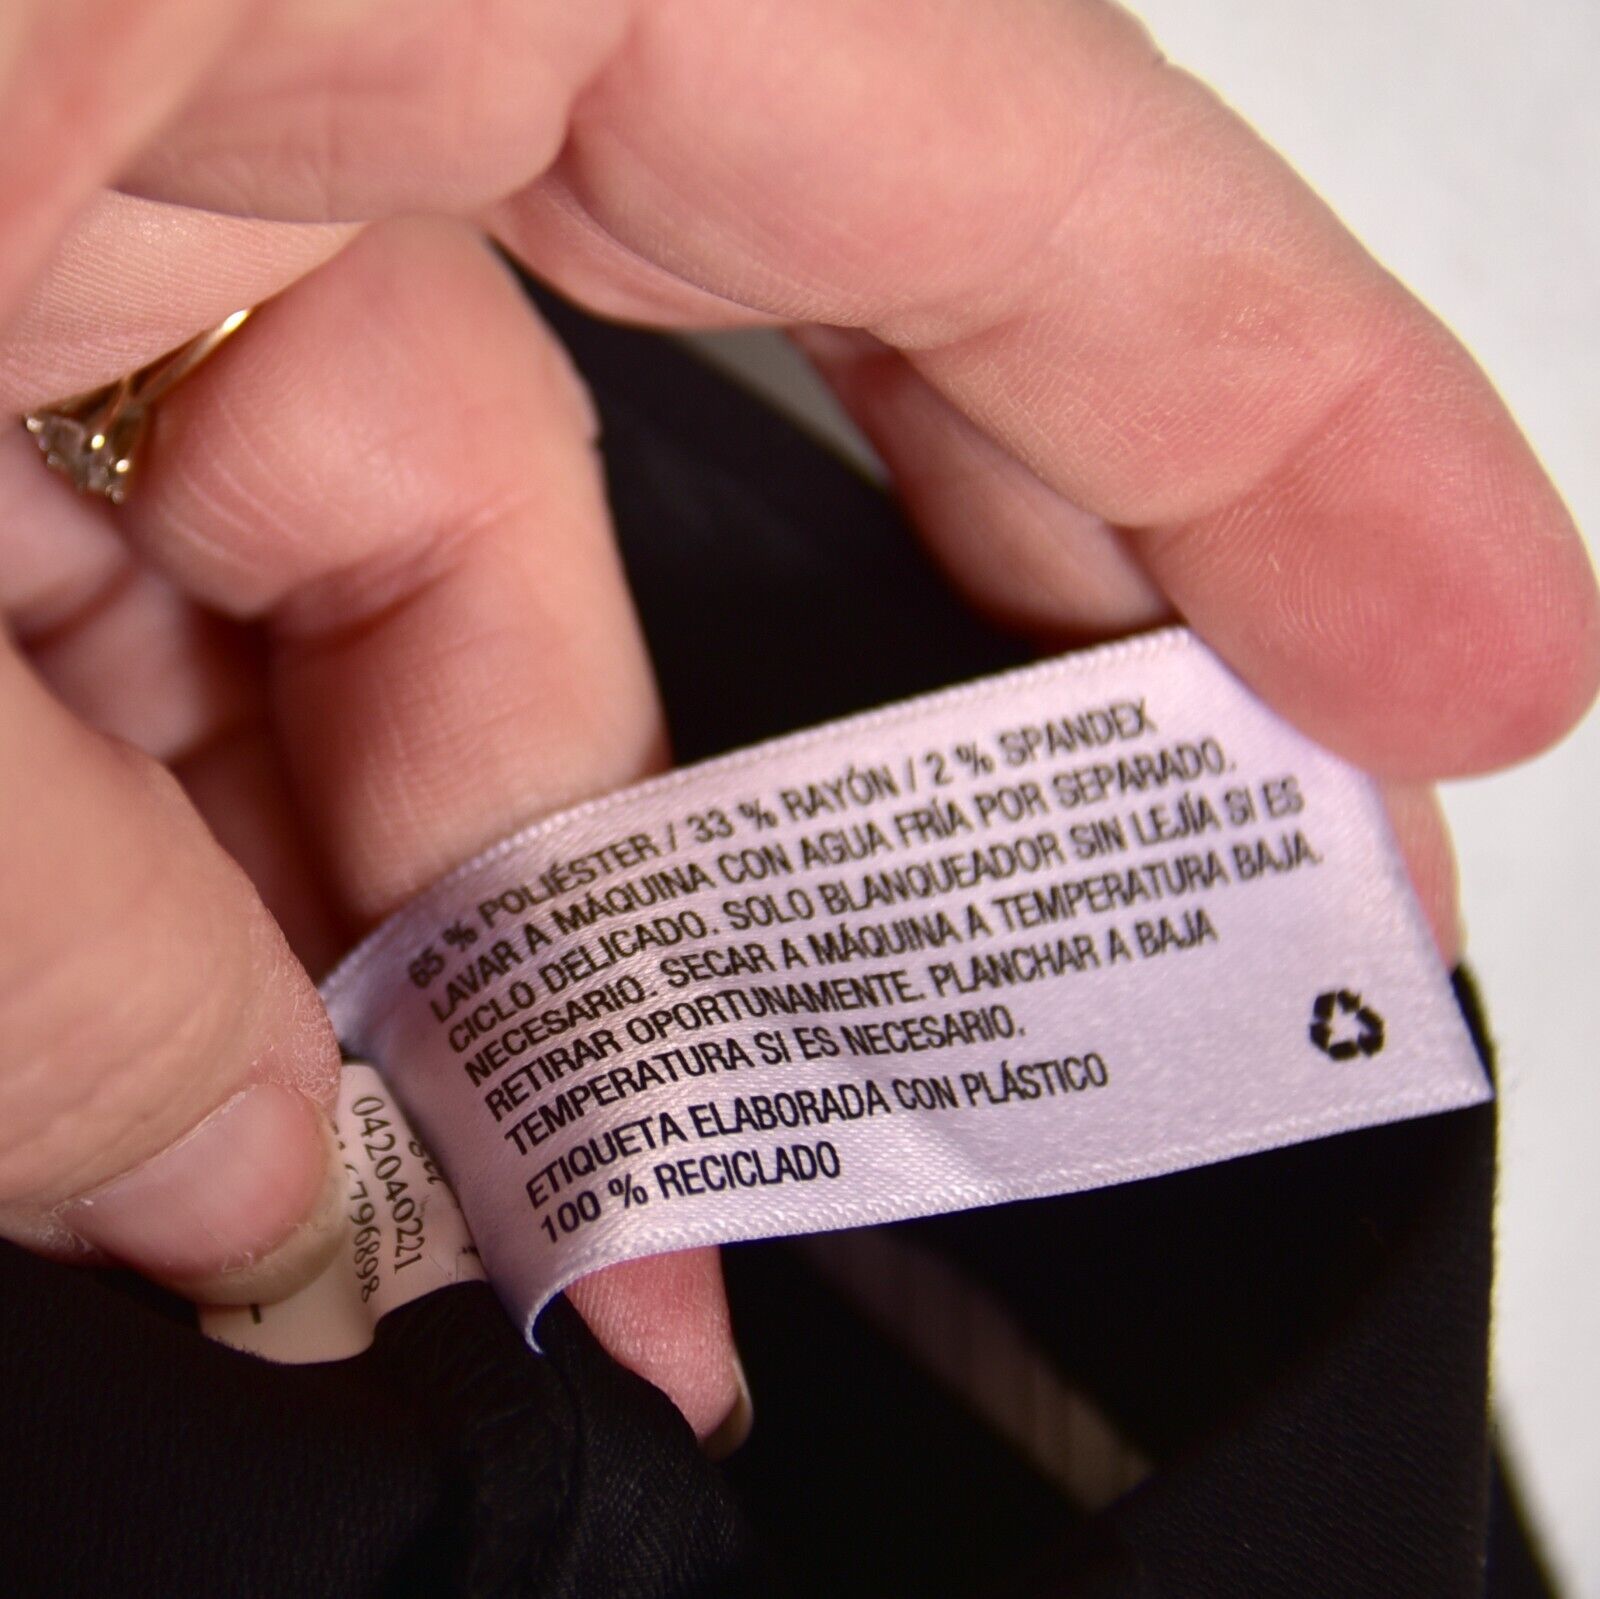 65 % POLIÉSTER / 33 % RAYÓN / 2 % SPANDEX
LAVAR A MÁQUINA CON AGUA FRÍA POR SEPARADO.
CICLO DELICADO. SOLO BLANQUEADOR SIN LEJÍA SI ES
NECESARIO. SECAR A MÁQUINA A TEMPERATURA BAJA.
RETIRAR OPORTUNAMENTE. PLANCHAR A BAJA
TEMPERATURA SI ES NECESARIO.
ETIQUETA ELABORADA CON PLÁSTICO
100 % RECICLADO
042040221
796898